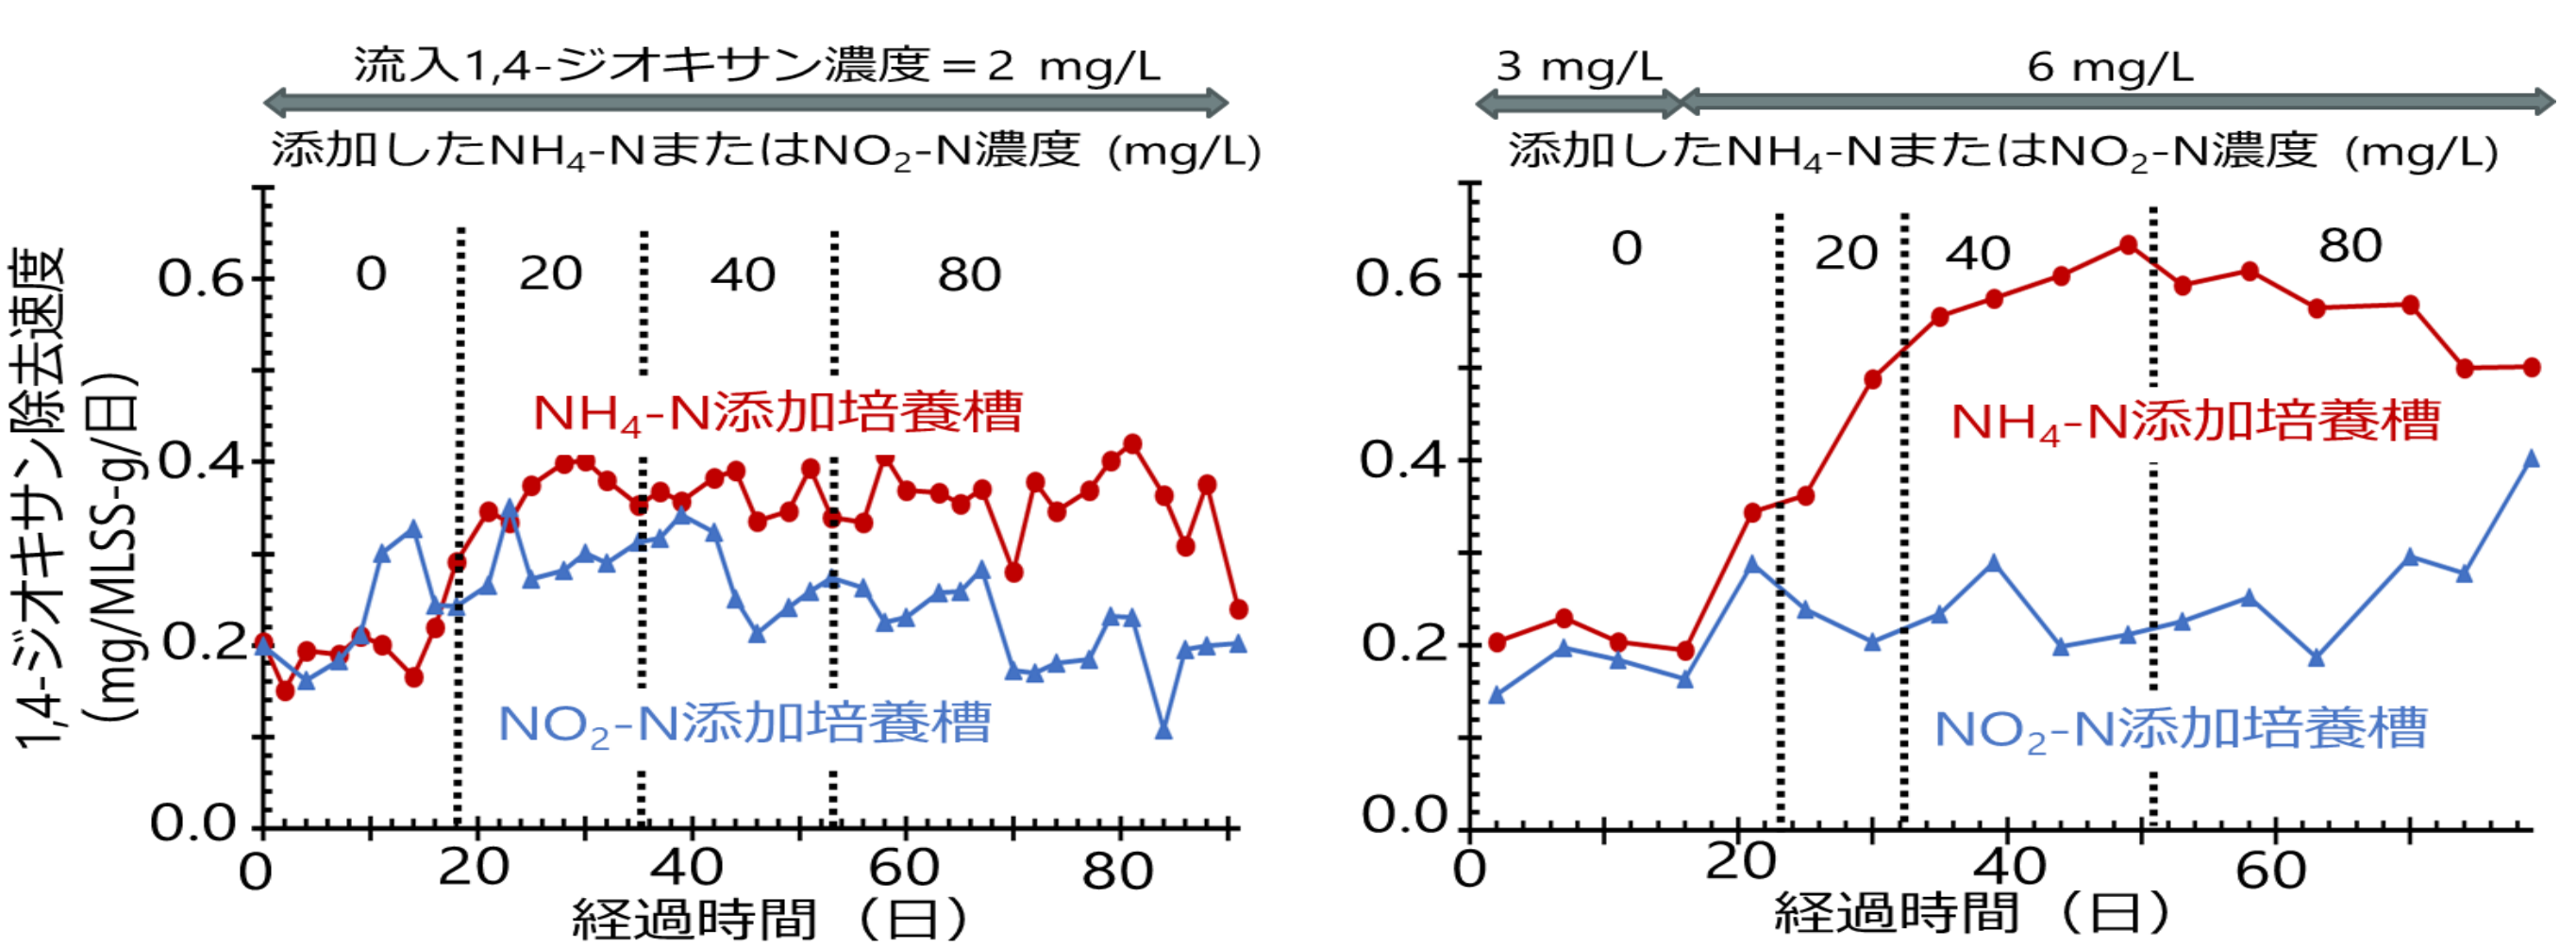 流入1,4-ジオキサン濃度＝2 mg/L
添加したNH4-NまたはNO2-N濃度 (mg/L)
1,4-ジオキサン除去速度
(mg/MLSS-g/日)
0.6
0.4
0.2
0.0
0 20 40 80
NH4-N添加培養槽
NO2-N添加培養槽
0 20 40 60 80
経過時間（日）
3 mg/L 6 mg/L
添加したNH4-NまたはNO2-N濃度 (mg/L)
0.6
0.4
0.2
0.0
0 20 40 80
NH4-N添加培養槽
NO2-N添加培養槽
0 20 40 60
経過時間（日）